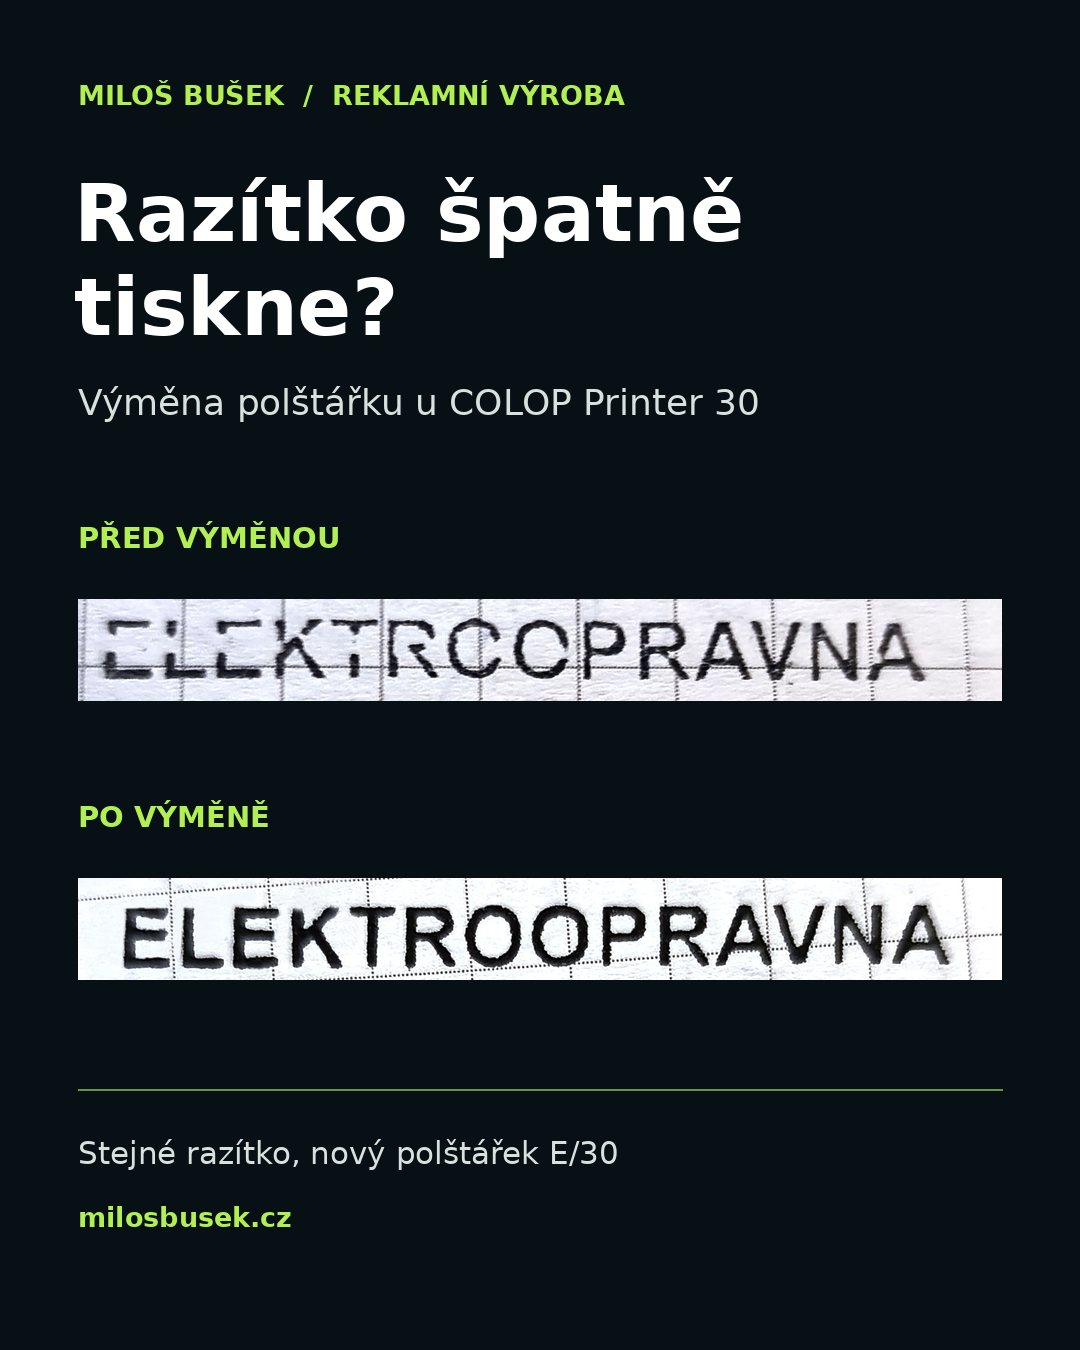 MILOŠ BUŠEK / REKLAMNÍ VÝROBA
Razítko špatně
tiskne?
Výměna polštářku u COLOP Printer 30
PŘED VÝMĚNOU
ELEKTROOPRAVNA
PO VÝMĚNĚ
ELEKTROOPRAVNA
Stejné razítko, nový polštářek E/30
milosbusek.cz